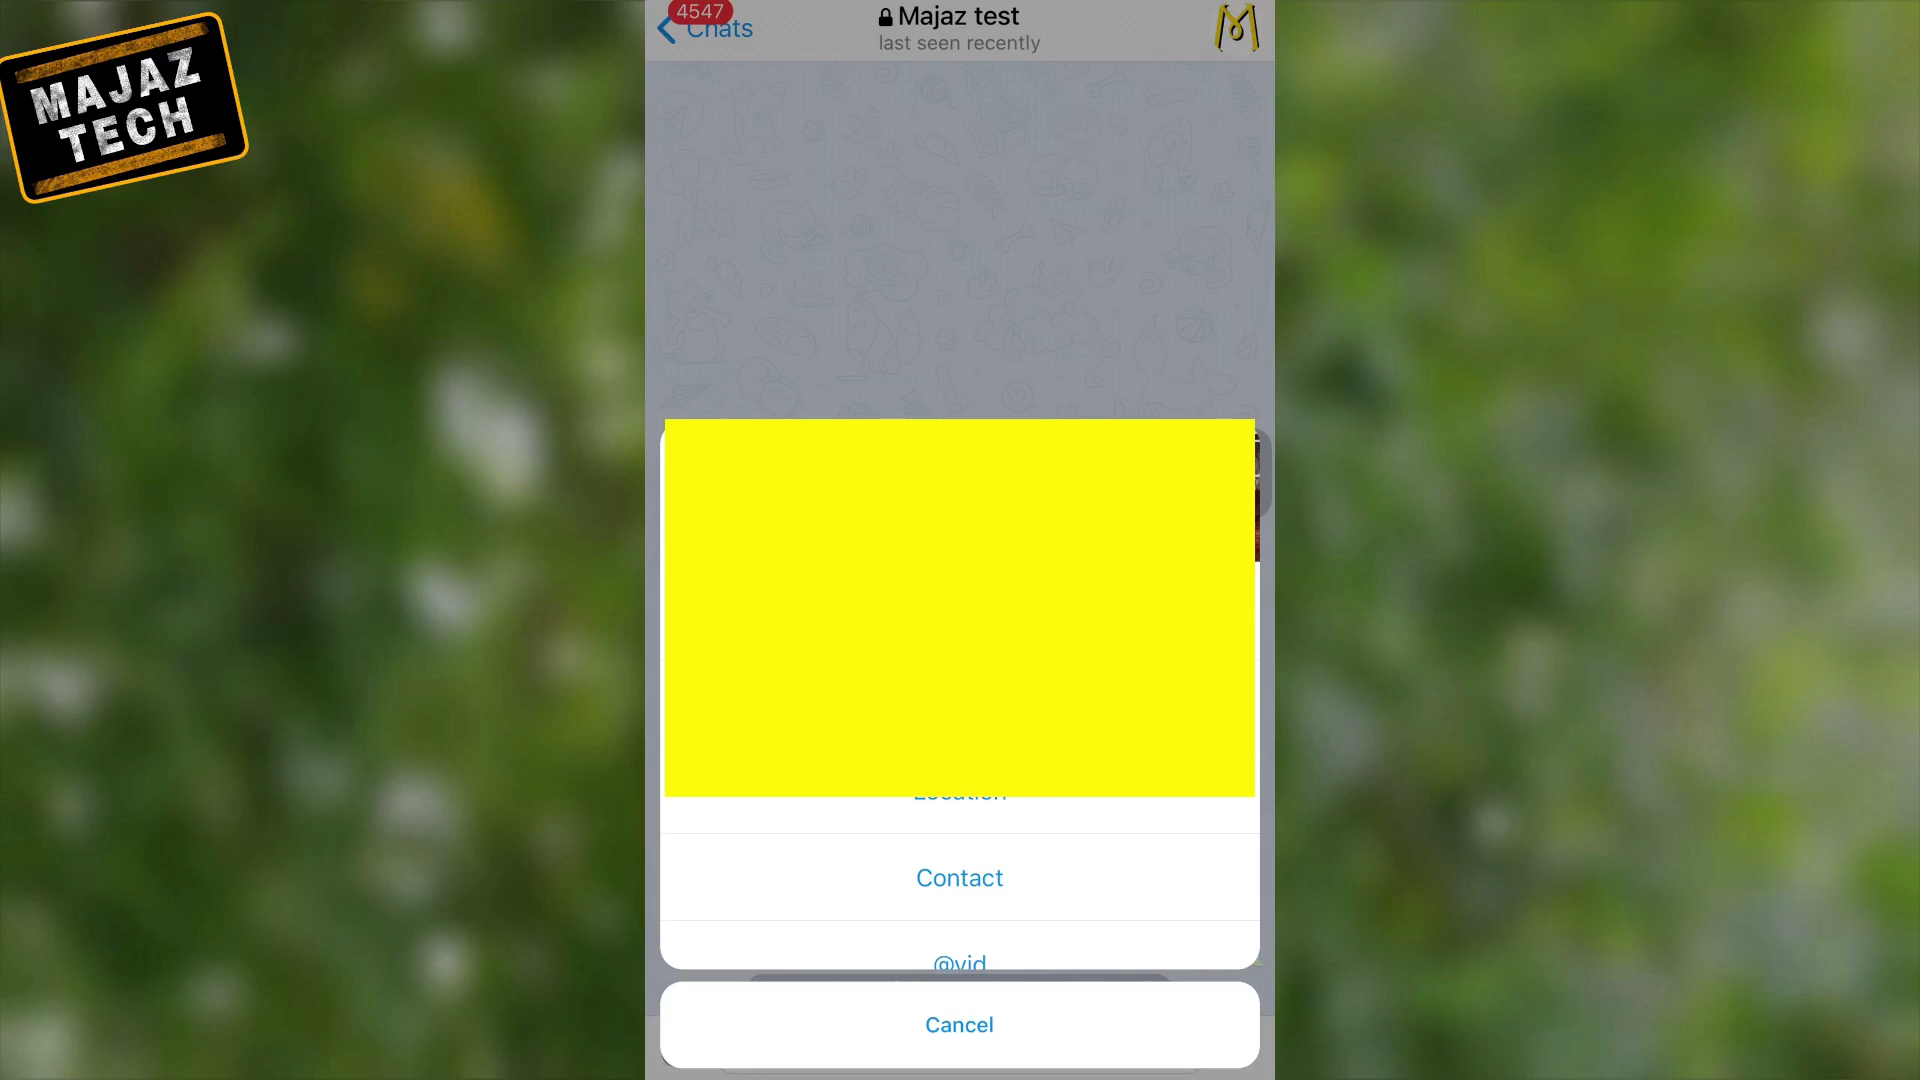 MAJAZ
TECH
4547
Chats
Majaz test
last seen recently
M
Contact
@vid
Cancel